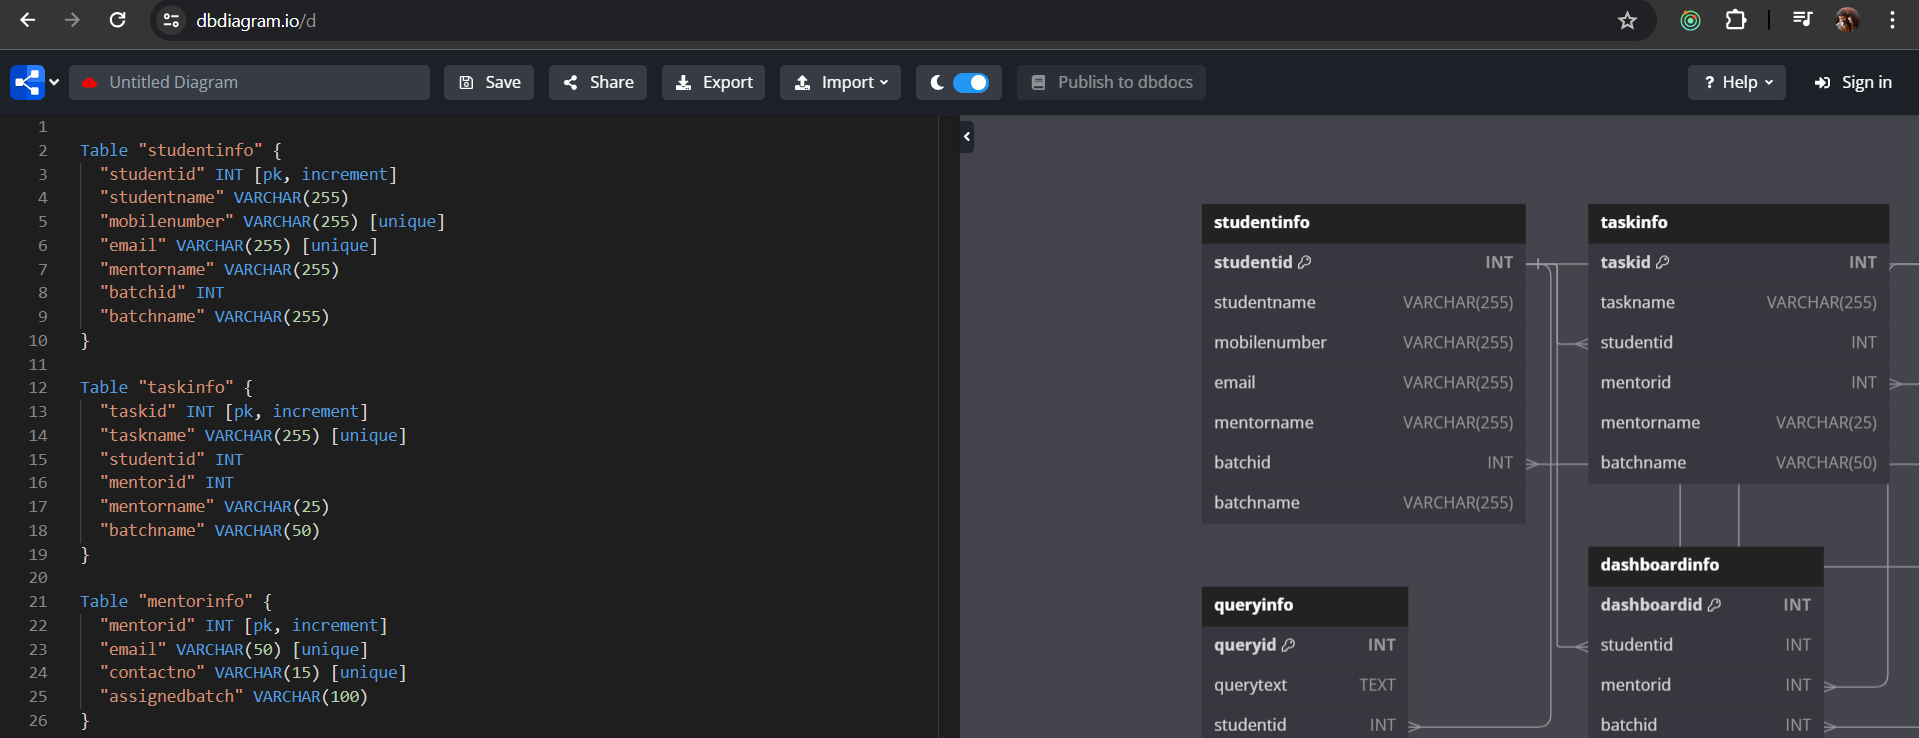 dbdiagram.io/d
Untitled Diagram
Save
Share
Export
Import
Publish to dbdocs
? Help
Sign in
1
2 Table "studentinfo" {
3 "studentid" INT [pk, increment]
4 "studentname" VARCHAR(255)
5 "mobilenumber" VARCHAR(255) [unique]
6 "email" VARCHAR(255) [unique]
7 "mentorname" VARCHAR(255)
8 "batchid" INT
9 "batchname" VARCHAR(255)
10 }
11
12 Table "taskinfo" {
13 "taskid" INT [pk, increment]
14 "taskname" VARCHAR(255) [unique]
15 "studentid" INT
16 "mentorid" INT
17 "mentorname" VARCHAR(25)
18 "batchname" VARCHAR(50)
19 }
20
21 Table "mentorinfo" {
22 "mentorid" INT [pk, increment]
23 "email" VARCHAR(50) [unique]
24 "contactno" VARCHAR(15) [unique]
25 "assignedbatch" VARCHAR(100)
26 }
studentinfo
studentid INT
studentname VARCHAR(255)
mobilenumber VARCHAR(255)
email VARCHAR(255)
mentorname VARCHAR(255)
batchid INT
batchname VARCHAR(255)
taskinfo
taskid INT
taskname VARCHAR(255)
studentid INT
mentorid INT
mentorname VARCHAR(25)
batchname VARCHAR(50)
queryinfo
queryid INT
querytext TEXT
studentid INT
dashboardinfo
dashboardid INT
studentid INT
mentorid INT
batchid INT